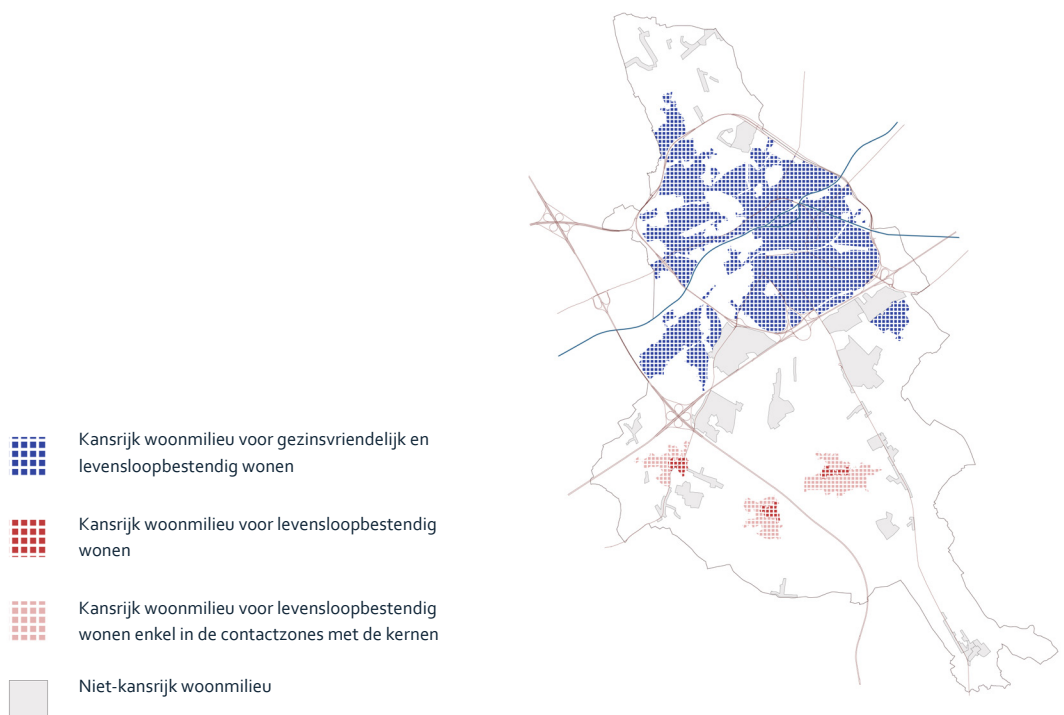 Kansrijk woonmilieu voor gezinsvriendelijk en
levensloopbestendig wonen
Kansrijk woonmilieu voor levensloopbestendig
wonen
Kansrijk woonmilieu voor levensloopbestendig
wonen enkel in de contactzones met de kernen
Niet-kansrijk woonmilieu